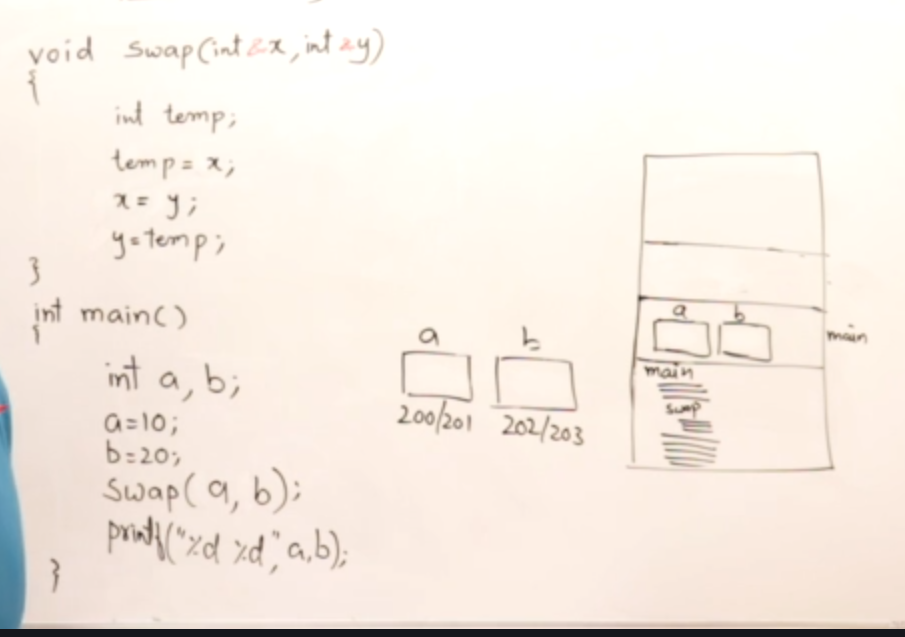 void swap(int &x, int &y)
{
int temp;
temp = x;
x = y;
y = temp;
}
int main()
{
int a, b;
a=10;
b=20;
swap(a, b);
printf("%d %d", a,b);
}
a b
200/201 202/203
a b
main
main
swap